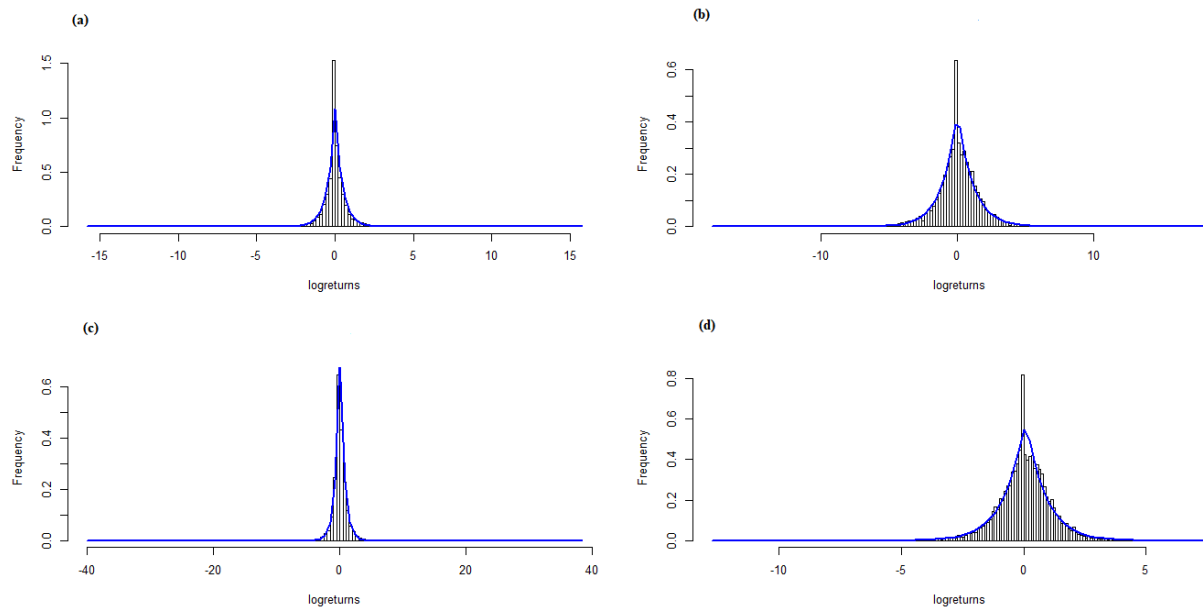 (a)
Frequency
0.0 0.5 1.0 1.5
-15 -10 -5 0 5 10 15
logreturns
(b)
Frequency
0.0 0.2 0.4 0.6
-10 0 10
logreturns
(c)
Frequency
0.0 0.2 0.4 0.6
-40 -20 0 20 40
logreturns
(d)
Frequency
0.0 0.2 0.4 0.6 0.8
-10 -5 0 5
logreturns